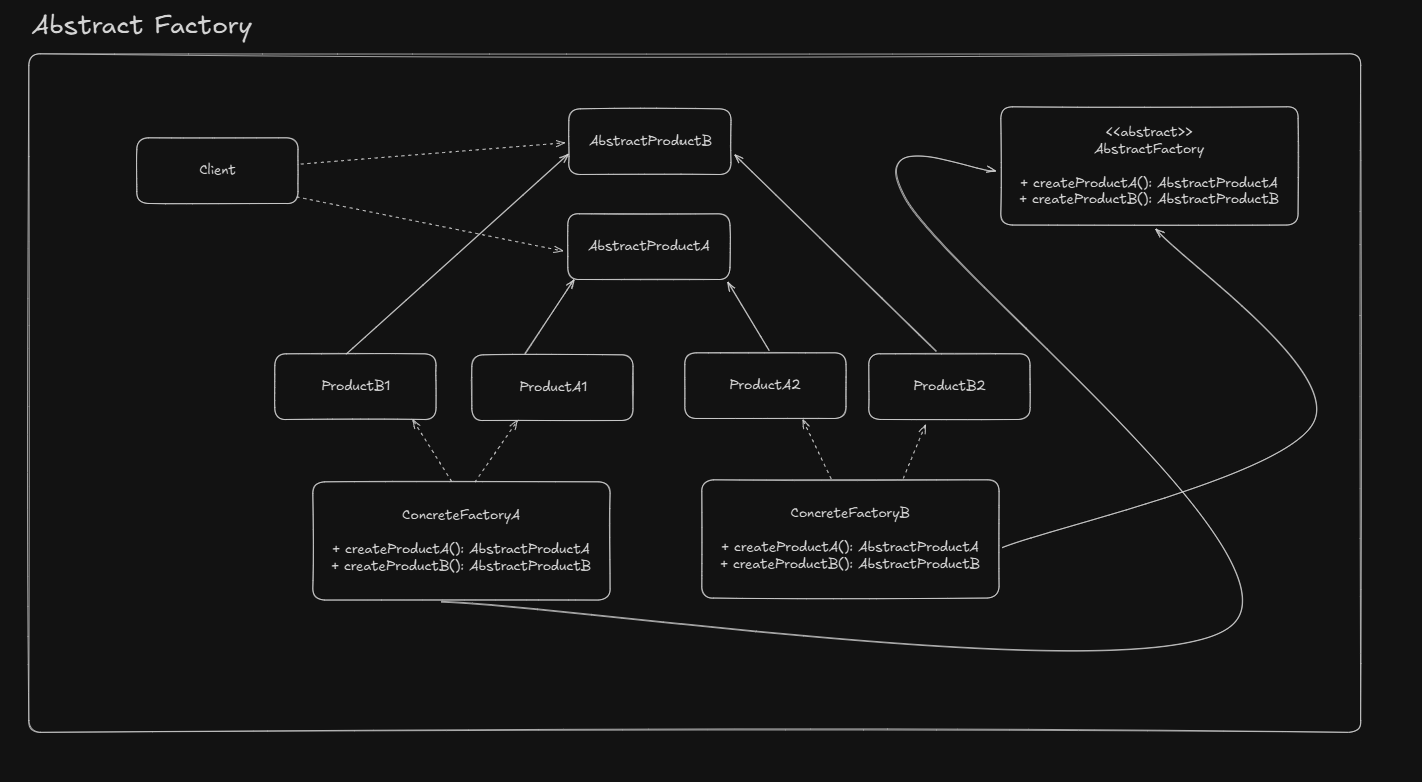 Abstract Factory
Client
AbstractProductB
<<abstract>>
AbstractFactory
+ createProductA(): AbstractProductA
+ createProductB(): AbstractProductB
AbstractProductA
ProductB1
ProductA1
ProductA2
ProductB2
ConcreteFactoryA
+ createProductA(): AbstractProductA
+ createProductB(): AbstractProductB
ConcreteFactoryB
+ createProductA(): AbstractProductA
+ createProductB(): AbstractProductB